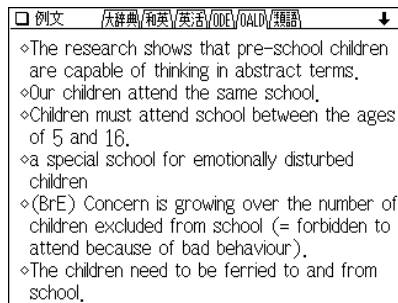 例文 大辞典 和英 英活 ODE OALD 類語
◇The research shows that pre-school children
are capable of thinking in abstract terms.
◇Our children attend the same school.
◇Children must attend school between the ages
of 5 and 16.
◇a special school for emotionally disturbed
children
◇(BrE) Concern is growing over the number of
children excluded from school (= forbidden to
attend because of bad behaviour).
◇The children need to be ferried to and from
school.